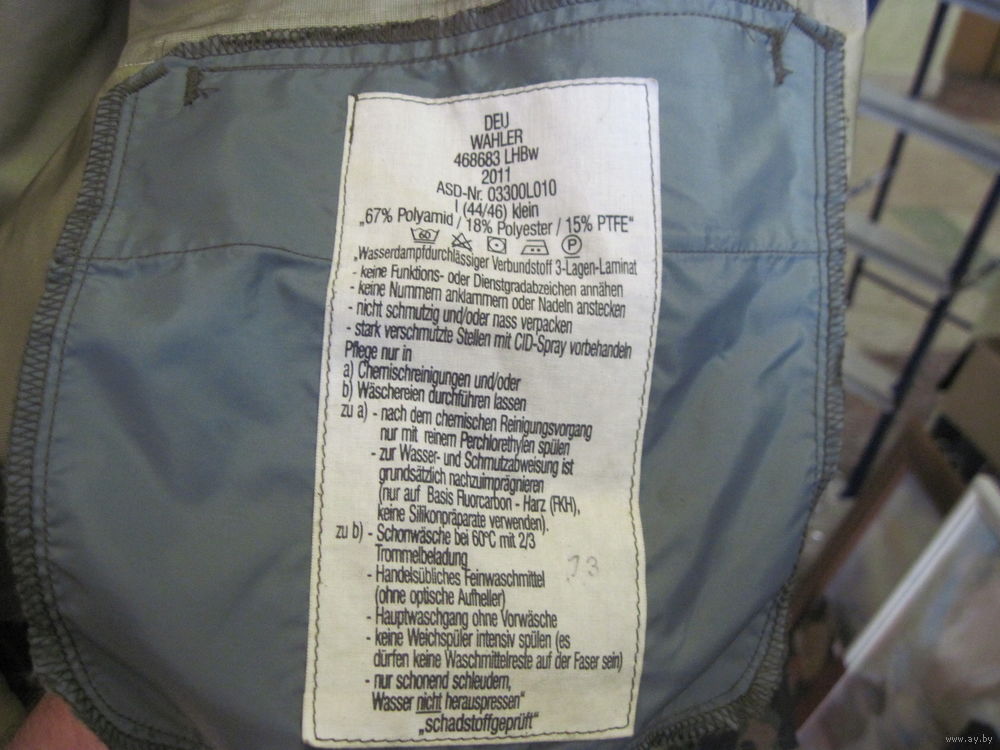 DEU
WAHLER
468683 LHBw
2011
ASD-Nr. 03300L010
I (44/46) klein
„67% Polyamid / 18% Polyester / 15% PTFE"
60 P
„Wasserdampfdurchlässiger Verbundstoff 3-Lagen-Laminat
- keine Funktions- oder Dienstgradabzeichen annähen
- keine Nummern anklammern oder Nadeln anstecken
- nicht schmutzig und/oder nass verpacken
- stark verschmutzte Stellen mit CID-Spray vorbehandeln
Pflege nur in
a) Chemischreinigungen und/oder
b) Wäschereien durchführen lassen
zu a) - nach dem chemischen Reinigungsvorgang
nur mit reinem Perchlorethylen spülen
- zur Wasser- und Schmutzabweisung ist
grundsätzlich nachzuimprägnieren
(nur auf Basis Fluorcarbon - Harz (FKH),
keine Silikonpräparate verwenden).
zu b) - Schonwäsche bei 60°C mit 2/3
Trommelbeladung
- Handelsübliches Feinwaschmittel
(ohne optische Aufheller)
- Hauptwaschgang ohne Vorwäsche
- keine Weichspüler intensiv spülen (es
dürfen keine Waschmittelreste auf der Faser sein)
- nur schonend schleudern,
Wasser nicht herauspressen"
„schadstoffgeprüft"
www.ay.by